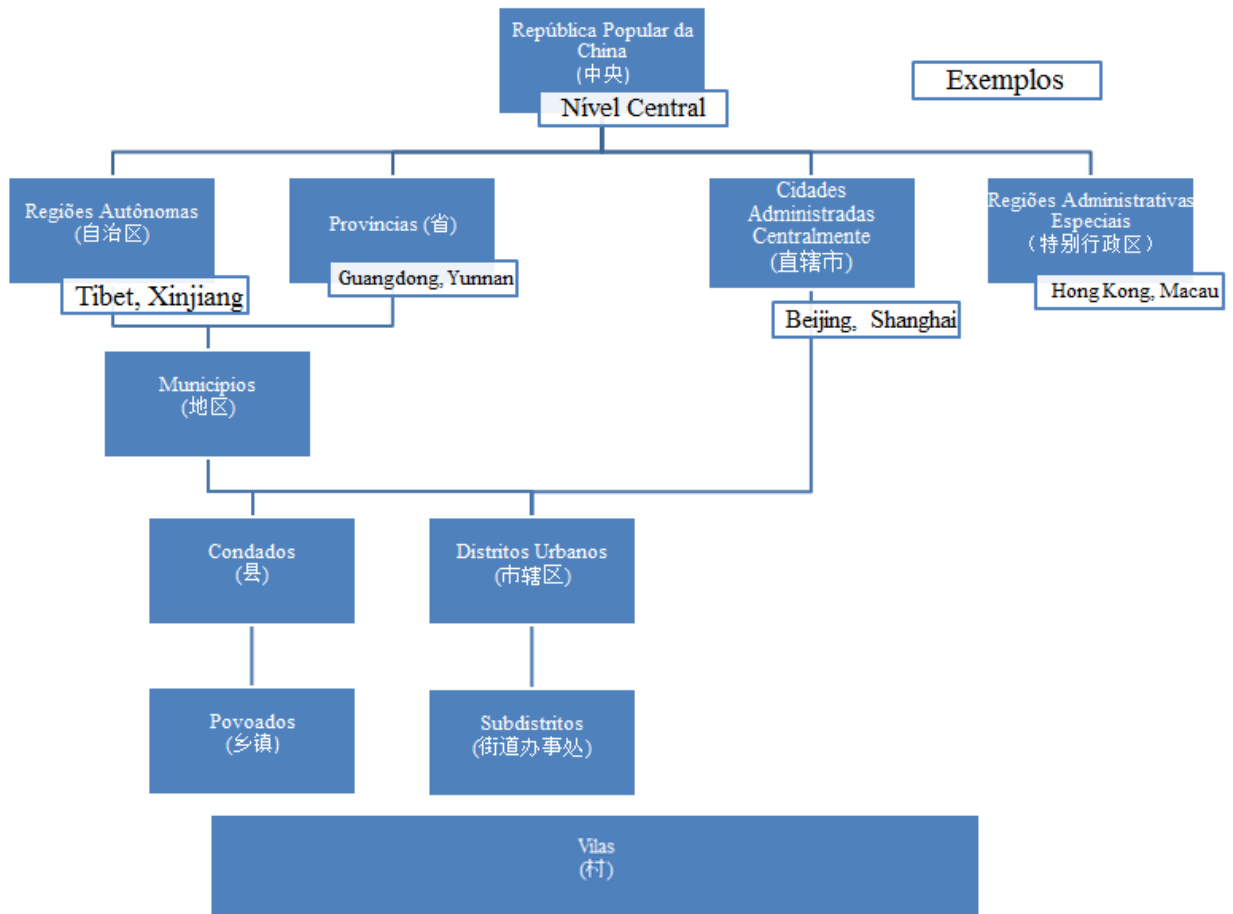 República Popular da
China
(中央)
Nível Central
Exemplos
Regiões Autônomas
(自治区)
Tibet, Xinjiang
Províncias (省)
Guangdong, Yunnan
Cidades
Administradas
Centralmente
(直辖市)
Beijing, Shanghai
Regiões Administrativas
Especiais
（特别行政区）
Hong Kong, Macau
Municípios
(地区)
Condados
(县)
Distritos Urbanos
(市辖区)
Povoados
(乡镇)
Subdistritos
(街道办事处)
Vilas
(村)